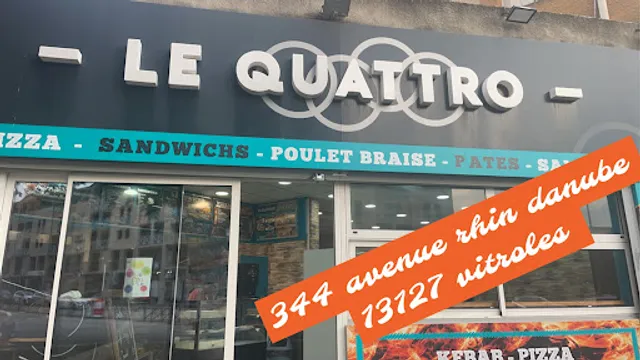 - LE QUATTRO -
IZZA - SANDWICHS - POULET BRAISE - PATES - SA
344 avenue rhin danube
13127 vitroles
KEBAB - PIZZA